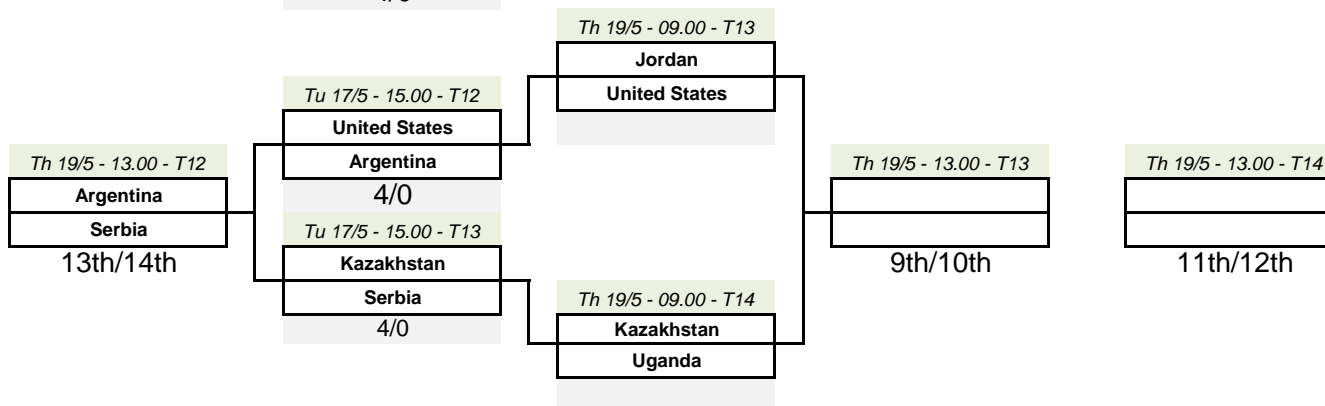 Th 19/5 - 09.00 - T13
Jordan
United States
Tu 17/5 - 15.00 - T12
United States
Argentina
4/0
Th 19/5 - 13.00 - T12
Argentina
Serbia
13th/14th
Tu 17/5 - 15.00 - T13
Kazakhstan
Serbia
4/0
Th 19/5 - 09.00 - T14
Kazakhstan
Uganda
Th 19/5 - 13.00 - T13
9th/10th
Th 19/5 - 13.00 - T14
11th/12th